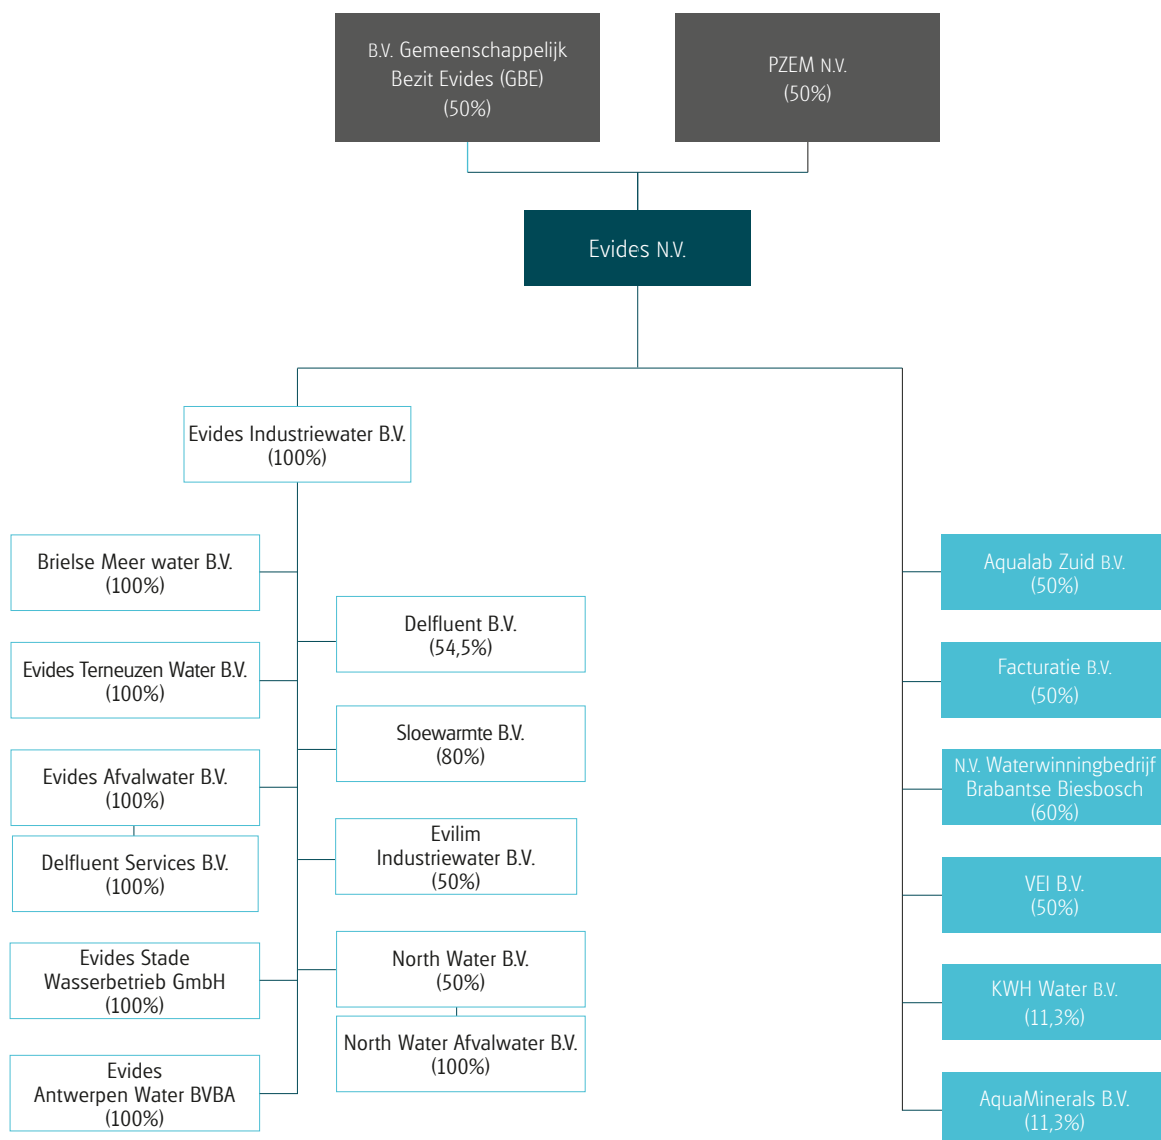 B.V. Gemeenschappelijk
Bezit Evides (GBE)
(50%)
PZEM N.V.
(50%)
Evides N.V.
Evides Industriewater B.V.
(100%)
Brielse Meer water B.V.
(100%)
Evides Terneuzen Water B.V.
(100%)
Evides Afvalwater B.V.
(100%)
Delfluent Services B.V.
(100%)
Evides Stade
Wasserbetrieb GmbH
(100%)
Evides
Antwerpen Water BVBA
(100%)
Delfluent B.V.
(54,5%)
Sloewarmte B.V.
(80%)
Evilim
Industriewater B.V.
(50%)
North Water B.V.
(50%)
North Water Afvalwater B.V.
(100%)
Aqualab Zuid B.V.
(50%)
Facturatie B.V.
(50%)
N.V. Waterwinningbedrijf
Brabantse Biesbosch
(60%)
VEI B.V.
(50%)
KWH Water B.V.
(11,3%)
AquaMinerals B.V.
(11,3%)